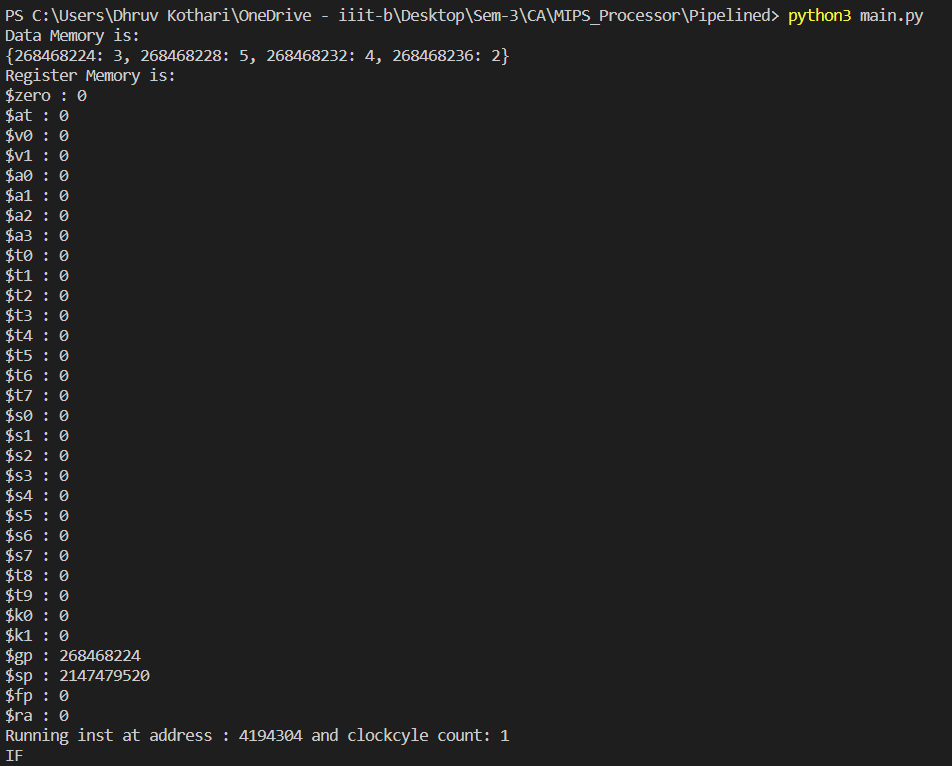 PS C:\Users\Dhruv Kothari\OneDrive - iiit-b\Desktop\Sem-3\CA\MIPS_Processor\Pipelined> python3 main.py
Data Memory is:
{268468224: 3, 268468228: 5, 268468232: 4, 268468236: 2}
Register Memory is:
$zero : 0
$at : 0
$v0 : 0
$v1 : 0
$a0 : 0
$a1 : 0
$a2 : 0
$a3 : 0
$t0 : 0
$t1 : 0
$t2 : 0
$t3 : 0
$t4 : 0
$t5 : 0
$t6 : 0
$t7 : 0
$s0 : 0
$s1 : 0
$s2 : 0
$s3 : 0
$s4 : 0
$s5 : 0
$s6 : 0
$s7 : 0
$t8 : 0
$t9 : 0
$k0 : 0
$k1 : 0
$gp : 268468224
$sp : 2147479520
$fp : 0
$ra : 0
Running inst at address : 4194304 and clockcyle count: 1
IF